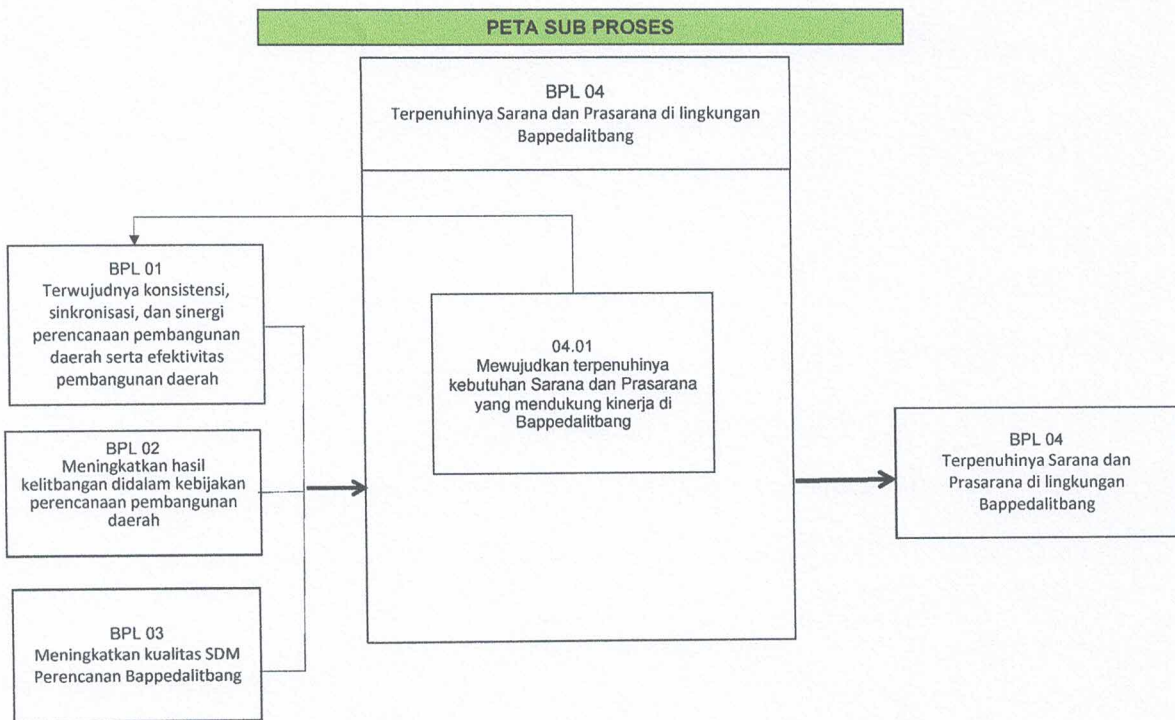 PETA SUB PROSES
BPL 04
Terpenuhinya Sarana dan Prasarana di lingkungan
Bappedalitbang
BPL 01
Terwujudnya konsistensi,
sinkronisasi, dan sinergi
perencanaan pembangunan
daerah serta efektivitas
pembangunan daerah
04.01
Mewujudkan terpenuhinya
kebutuhan Sarana dan Prasarana
yang mendukung kinerja di
Bappedalitbang
BPL 02
Meningkatkan hasil
kelitbangan didalam kebijakan
perencanaan pembangunan
daerah
BPL 04
Terpenuhinya Sarana dan
Prasarana di lingkungan
Bappedalitbang
BPL 03
Meningkatkan kualitas SDM
Perencanan Bappedalitbang